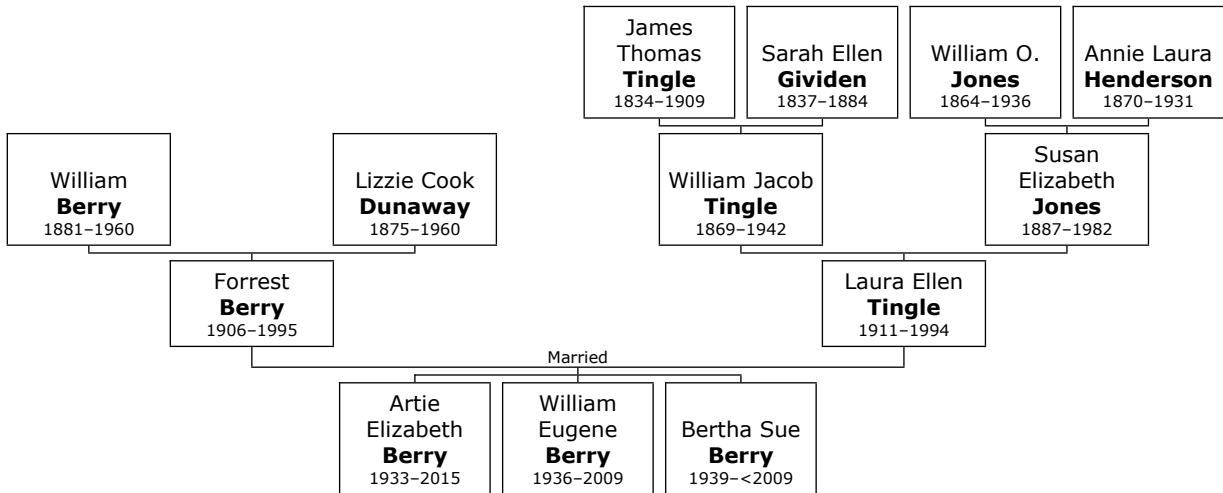 James
Thomas
Tingle
1834–1909
Sarah Ellen
Gividen
1837–1884
William O.
Jones
1864–1936
Annie Laura
Henderson
1870–1931
William
Berry
1881–1960
Lizzie Cook
Dunaway
1875–1960
William Jacob
Tingle
1869–1942
Susan
Elizabeth
Jones
1887–1982
Forrest
Berry
1906–1995
Laura Ellen
Tingle
1911–1994
Married
Artie
Elizabeth
Berry
1933–2015
William
Eugene
Berry
1936–2009
Bertha Sue
Berry
1939–<2009